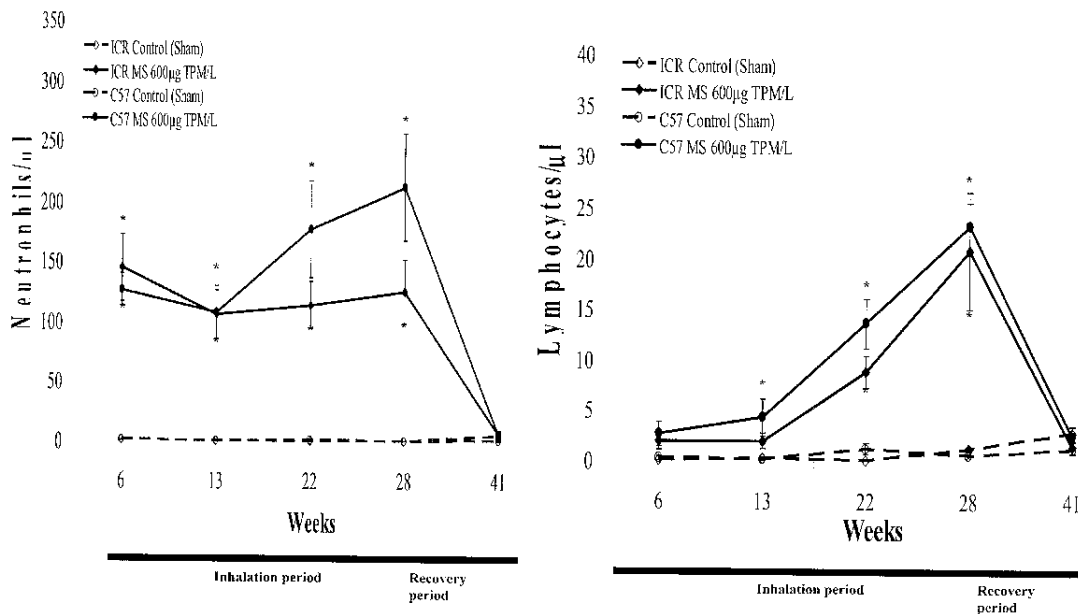 350
300
250
200
150
100
50
0
Neutronhils/μl
ICR Control (Sham)
ICR MS 600μg TPM/L
C57 Control (Sham)
C57 MS 600μg TPM/L
*
*
*
*
*
*
*
*
6 13 22 28 41
Weeks
Inhalation period
Recovery
period
40
35
30
25
20
15
10
5
0
Lymphocytes/μl
ICR Control (Sham)
ICR MS 600μg TPM/L
C57 Control (Sham)
C57 MS 600μg TPM/L
*
*
*
*
*
6 13 22 28 41
Weeks
Inhalation period
Recovery
period